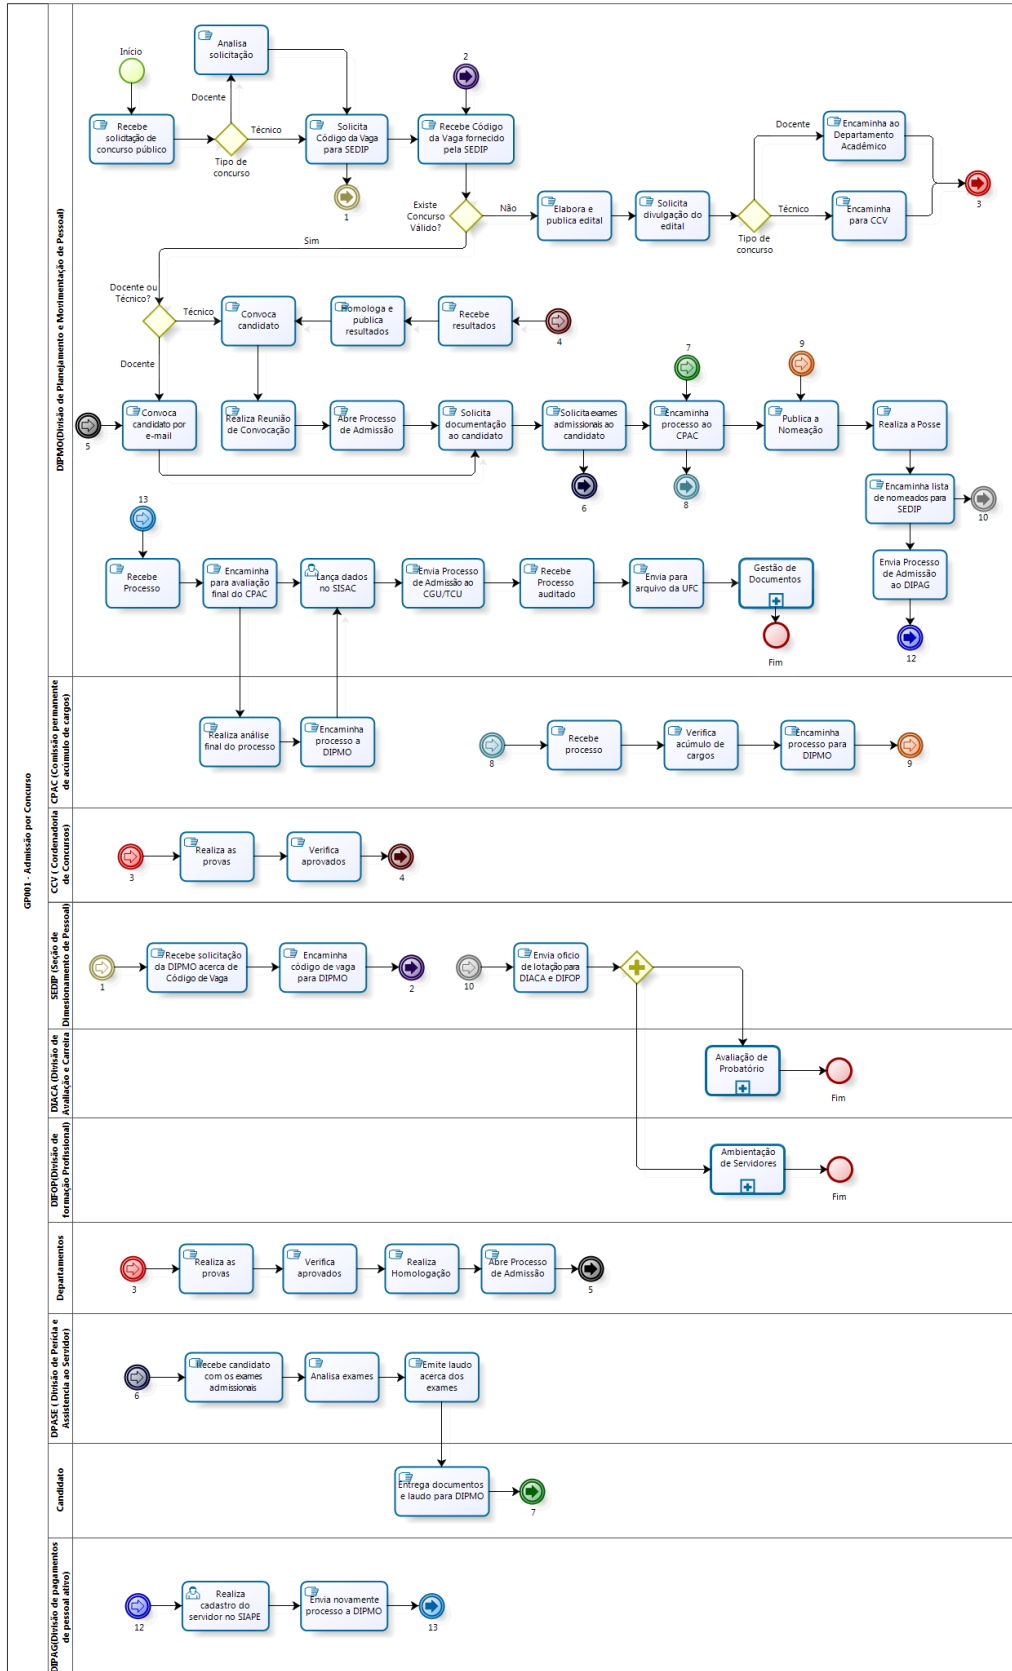 GP001 - Admissão por Concurso
DIPMO(Divisão de Planejamento e Movimentação de Pessoal)
Início
Recebe
solicitação de
concurso público
Analisa
solicitação
Docente
Técnico
Tipo de
concurso
Solicita
Código da Vaga
para SEDIP
1
2
Recebe Código
da Vaga fornecido
pela SEDIP
Existe
Concurso
Válido?
Não
Sim
Elabora e
publica edital
Solicita
divulgação do
edital
Docente
Técnico
Tipo de
concurso
Encaminha ao
Departamento
Acadêmico
Encaminha
para CCV
3
Docente ou
Técnico?
Técnico
Docente
Convoca
candidato
Homologa e
publica
resultados
Recebe
resultados
4
5
Convoca
candidato por
e-mail
Realiza Reunião
de Convocação
Abre Processo
de Admissão
Solicita
documentação
ao candidato
Solicita exames
admissionais ao
candidato
6
7
Encaminha
processo ao
CPAC
8
9
Publica a
Nomeação
Realiza a Posse
Encaminha lista
de nomeados para
SEDIP
10
Envia Processo
de Admissão
ao DIPAG
12
13
Recebe
Processo
Encaminha
para avaliação
final do CPAC
Lança dados
no SISAC
Envia Processo
de Admissão ao
CGU/TCU
Recebe
Processo
auditado
Envia para
arquivo da UFC
Gestão de
Documentos
Fim
CPAC (Comissão permanente
de acúmulo de cargos)
Realiza análise
final do processo
Encaminha
processo a
DIPMO
8
Recebe
processo
Verifica
acúmulo de
cargos
Encaminha
processo para
DIPMO
9
CCV ( Cordenadoria
de Concursos)
3
Realiza as
provas
Verifica
aprovados
4
SEDIP (Seção de
Dimesionamento de Pessoal)
1
Recebe solicitação
da DIPMO acerca de
Código de Vaga
Encaminha
código de vaga
para DIPMO
2
10
Envia oficio
de lotação para
DIACA e DIFOP
DIACA (Divisão de
Avaliação e Carreira
Avaliação de
Probatório
Fim
DIFOP(Divisão de
formação Profissional)
Ambientação
de Servidores
Fim
Departamentos
3
Realiza as
provas
Verifica
aprovados
Realiza
Homologação
Abre Processo
de Admissão
5
DPASE ( Divisão de Perícia e
Assistencia ao Servidor)
6
Recebe candidato
com os exames
admissionais
Analisa exames
Emite laudo
acerca dos
exames
Candidato
Entrega documentos
e laudo para DIPMO
7
DIPAG(Divisão de pagamentos
de pessoal ativo)
12
Realiza
cadastro do
servidor no SIAPE
Envia novamente
processo a DIPMO
13